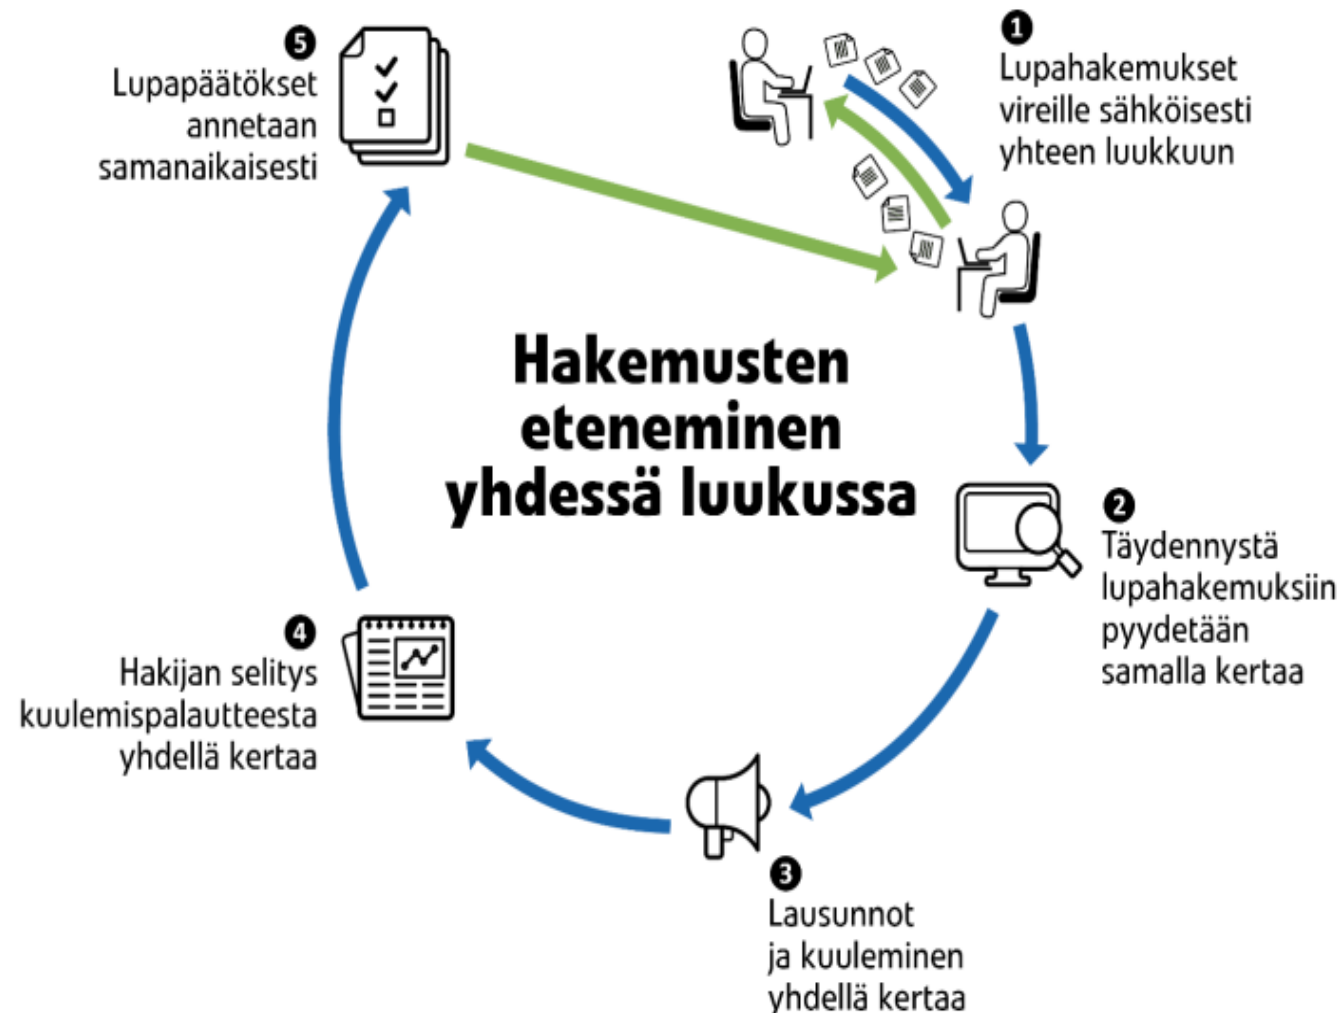 Hakemusten
eteneminen
yhdessä luukussa
1
Lupahakemukset
vireille sähköisesti
yhteen luukkuun
2
Täydennystä
lupahakemuksiin
pyydetään
samalla kertaa
3
Lausunnot
ja kuuleminen
yhdellä kertaa
4
Hakijan selitys
kuulemispalautteesta
yhdellä kertaa
5
Lupapäätökset
annetaan
samanaikaisesti